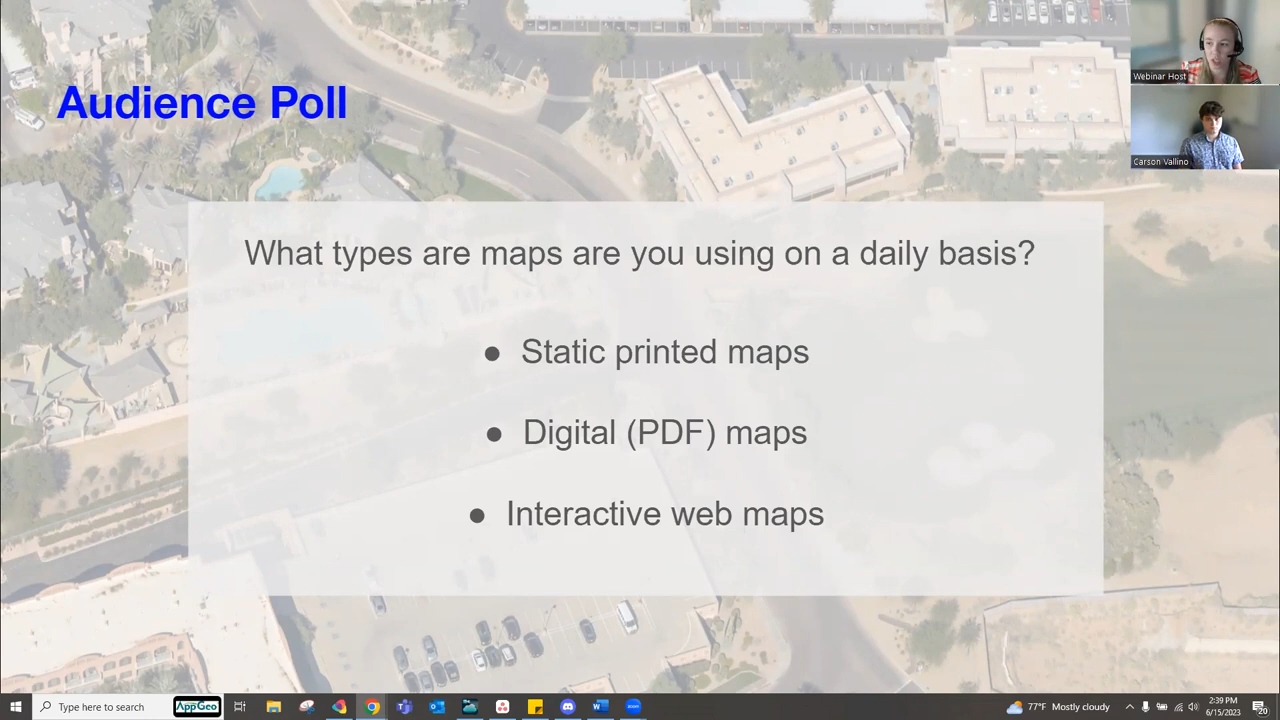 Audience Poll
Webinar Host
Carson Vallino
What types are maps are you using on a daily basis?
● Static printed maps
● Digital (PDF) maps
● Interactive web maps
Type here to search
AppGeo
77°F Mostly cloudy
2:39 PM
6/15/2023
20